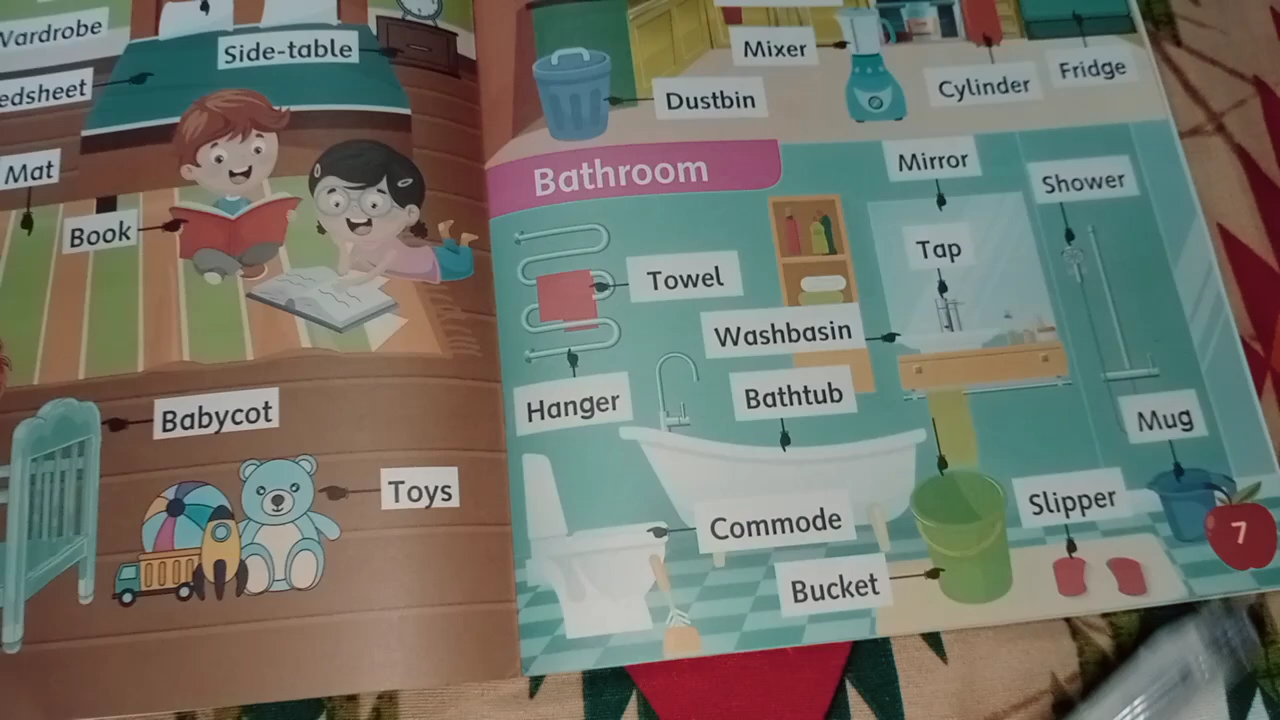 Wardrobe
Side-table
edsheet
Mat
Book
Babycot
Toys
Mixer
Dustbin
Cylinder
Fridge
Bathroom
Mirror
Shower
Towel
Tap
Washbasin
Hanger
Bathtub
Mug
Commode
Slipper
Bucket
7